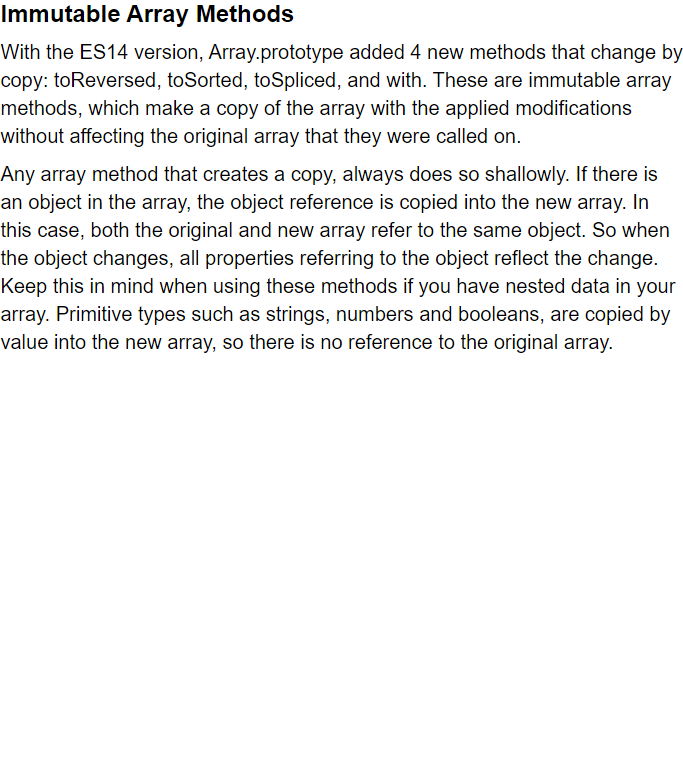 Immutable Array Methods
With the ES14 version, Array.prototype added 4 new methods that change by
copy: toReversed, toSorted, toSpliced, and with. These are immutable array
methods, which make a copy of the array with the applied modifications
without affecting the original array that they were called on.
Any array method that creates a copy, always does so shallowly. If there is
an object in the array, the object reference is copied into the new array. In
this case, both the original and new array refer to the same object. So when
the object changes, all properties referring to the object reflect the change.
Keep this in mind when using these methods if you have nested data in your
array. Primitive types such as strings, numbers and booleans, are copied by
value into the new array, so there is no reference to the original array.